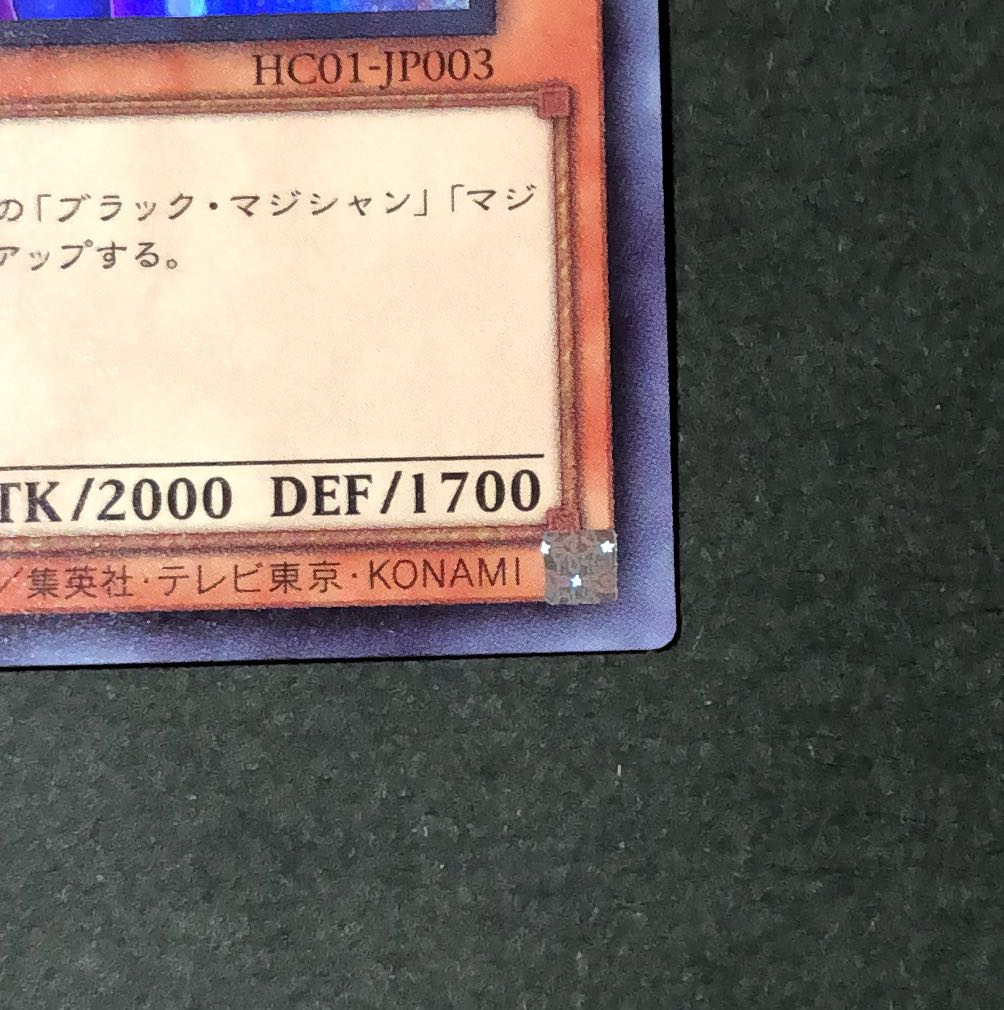 HC01-JP003
の「ブラック・マジシャン」「マジ
アップする。
TK/2000 DEF/1700
／集英社・テレビ東京・KONAMI